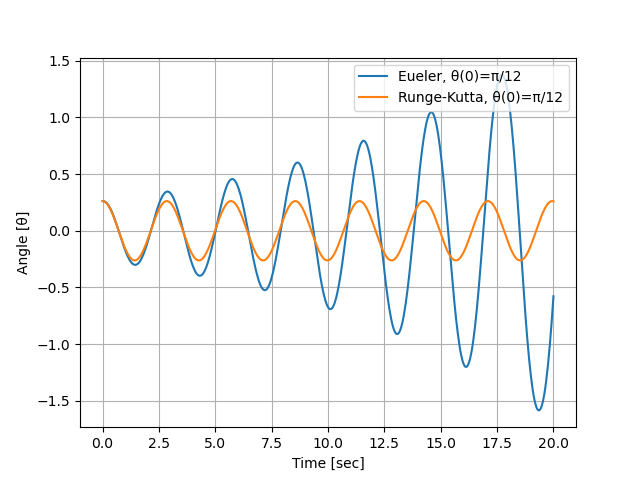 1.5
1.0
0.5
0.0
−0.5
−1.0
−1.5
Angle [θ]
Eueler, θ(0)=π/12
Runge-Kutta, θ(0)=π/12
0.0 2.5 5.0 7.5 10.0 12.5 15.0 17.5 20.0
Time [sec]